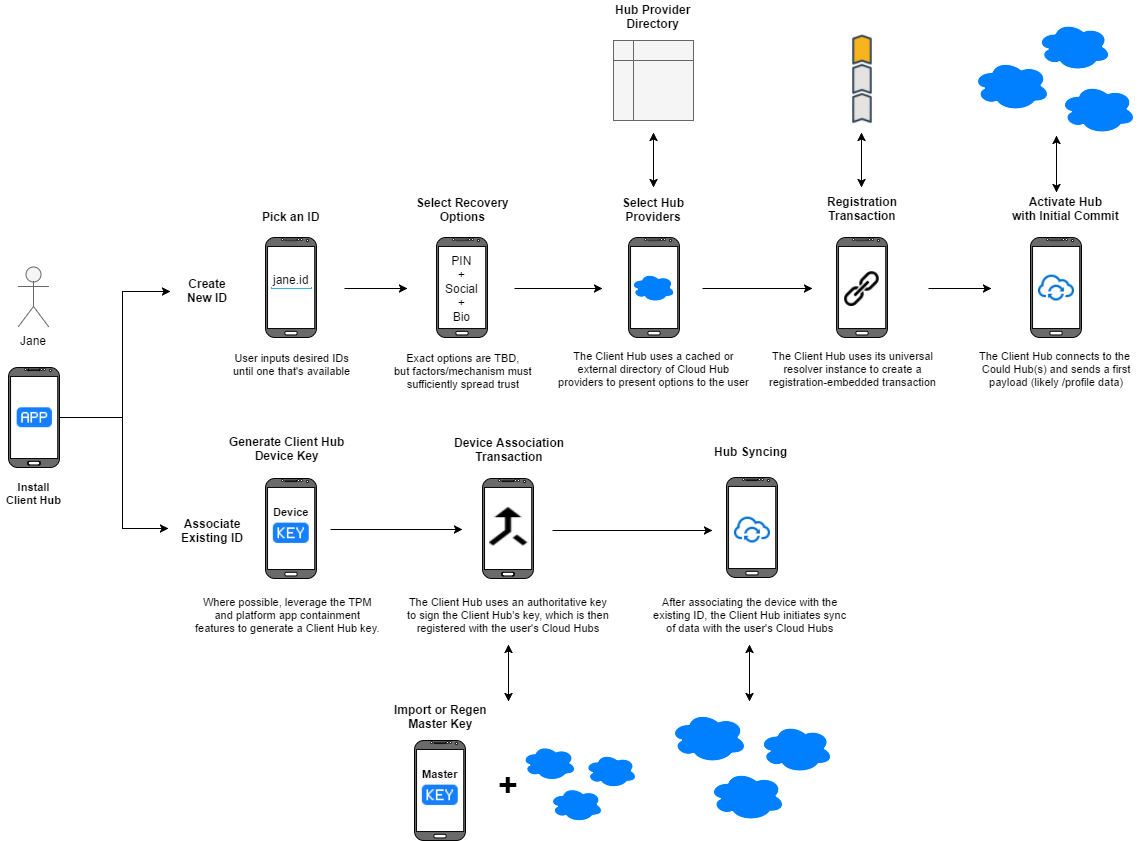 Hub Provider
Directory
Pick an ID
Select Recovery
Options
Select Hub
Providers
Registration
Transaction
Activate Hub
with Initial Commit
Create
New ID
jane.id
PIN
+
Social
+
Bio
Jane
User inputs desired IDs
until one that's available
Exact options are TBD,
but factors/mechanism must
sufficiently spread trust
The Client Hub uses a cached or
external directory of Cloud Hub
providers to present options to the user
The Client Hub uses its universal
resolver instance to create a
registration-embedded transaction
The Client Hub connects to the
Could Hub(s) and sends a first
payload (likely /profile data)
APP
Install
Client Hub
Generate Client Hub
Device Key
Device Association
Transaction
Hub Syncing
Associate
Existing ID
Device
KEY
Where possible, leverage the TPM
and platform app containment
features to generate a Client Hub key.
The Client Hub uses an authoritative key
to sign the Client Hub's key, which is then
registered with the user's Cloud Hubs
After associating the device with the
existing ID, the Client Hub initiates sync
of data with the user's Cloud Hubs
Import or Regen
Master Key
Master
KEY
+